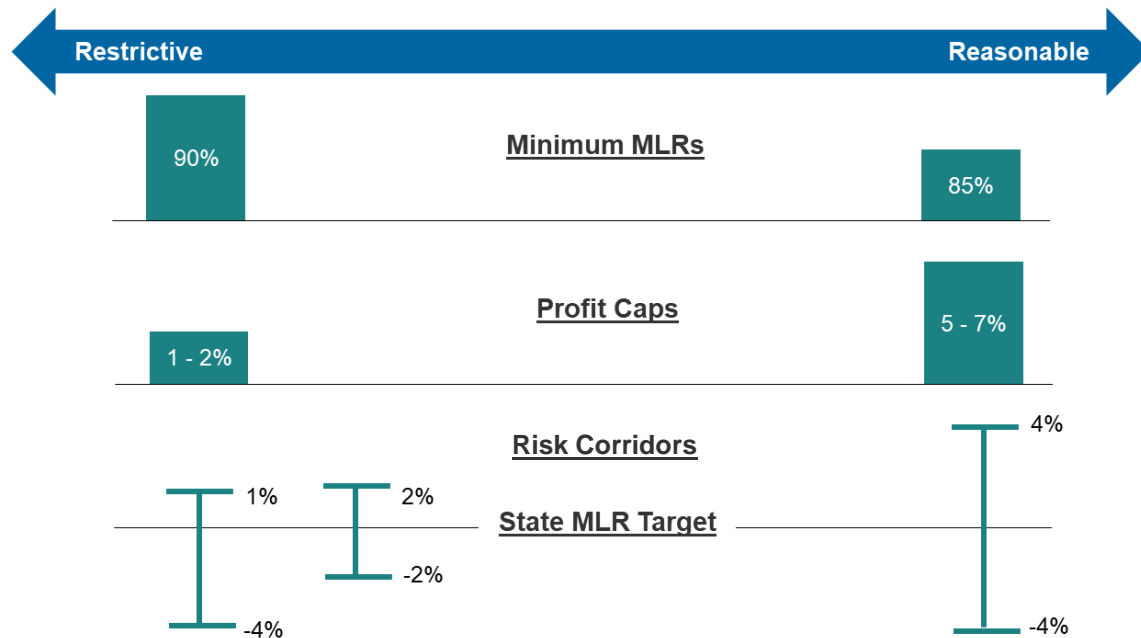 Restrictive
Reasonable
Minimum MLRs
90%
85%
Profit Caps
1 - 2%
5 - 7%
Risk Corridors
4%
1%
2%
State MLR Target
-2%
-4%
-4%